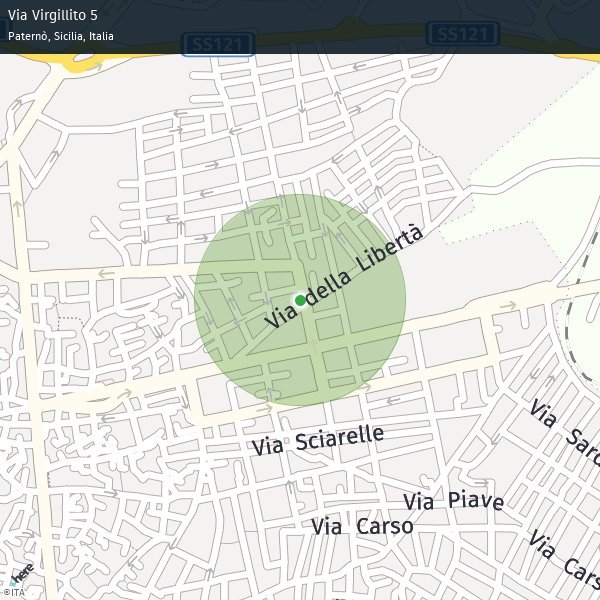 Via Virgillito 5
Paternò, Sicilia, Italia
SS121
SS121
Via della Libertà
Via Sciarelle
Via Sard
Via Piave
Via Carso
Via Cars
here
©ITA